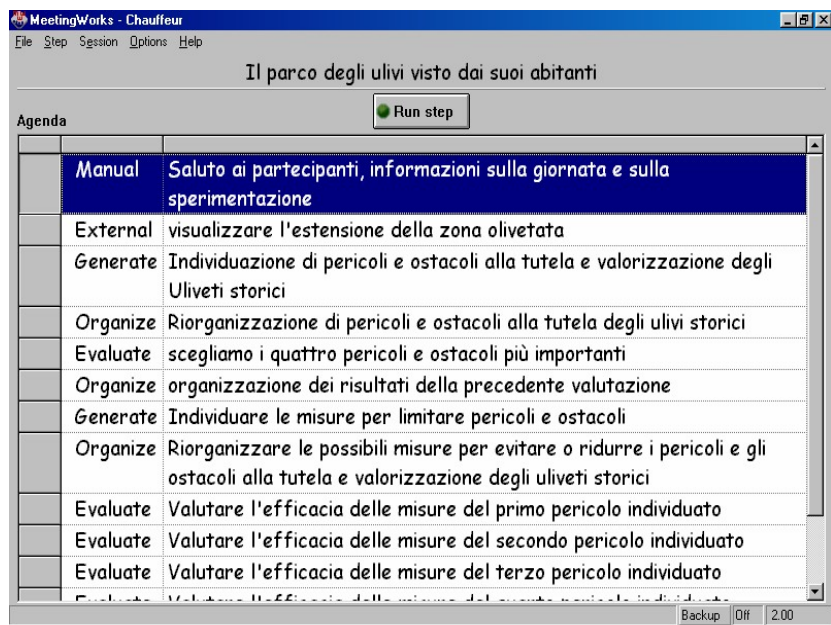 MeetingWorks - Chauffeur
File Step Session Options Help
Il parco degli ulivi visto dai suoi abitanti
Agenda
Run step
Manual Saluto ai partecipanti, informazioni sulla giornata e sulla
sperimentazione
External visualizzare l'estensione della zona olivetata
Generate Individuazione di pericoli e ostacoli alla tutela e valorizzazione degli
Uliveti storici
Organize Riorganizzazione di pericoli e ostacoli alla tutela degli ulivi storici
Evaluate scegliamo i quattro pericoli e ostacoli più importanti
Organize organizzazione dei risultati della precedente valutazione
Generate Individuare le misure per limitare pericoli e ostacoli
Organize Riorganizzare le possibili misure per evitare o ridurre i pericoli e gli
ostacoli alla tutela e valorizzazione degli uliveti storici
Evaluate Valutare l'efficacia delle misure del primo pericolo individuato
Evaluate Valutare l'efficacia delle misure del secondo pericolo individuato
Evaluate Valutare l'efficacia delle misure del terzo pericolo individuato
Backup Off 2.00